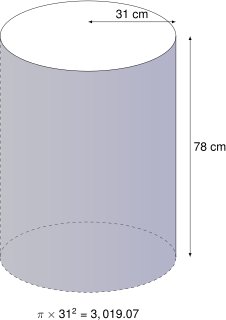 31 cm
78 cm
π × 31² = 3, 019.07